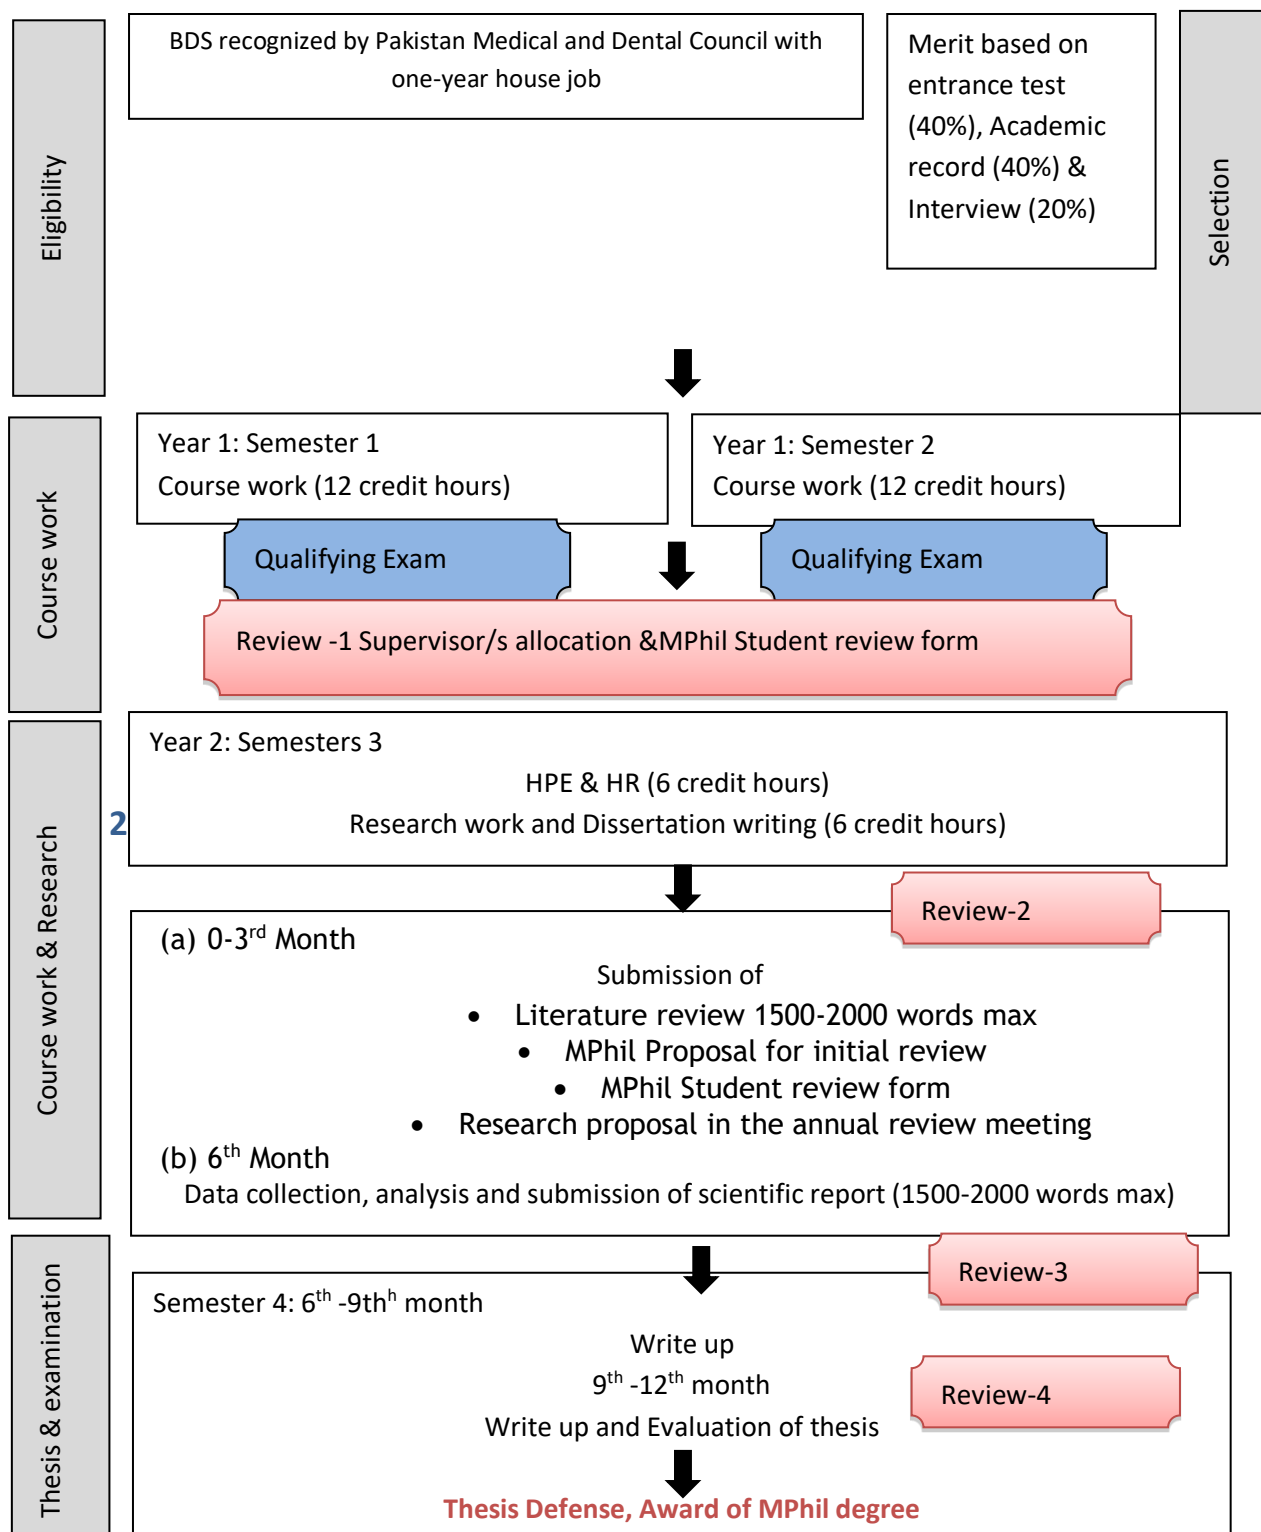 Eligibility
BDS recognized by Pakistan Medical and Dental Council with
one-year house job
Merit based on
entrance test
(40%), Academic
record (40%) &
Interview (20%)
Selection
Course work
Year 1: Semester 1
Course work (12 credit hours)
Year 1: Semester 2
Course work (12 credit hours)
Qualifying Exam
Qualifying Exam
Review -1 Supervisor/s allocation &MPhil Student review form
Course work & Research
2
Year 2: Semesters 3
HPE & HR (6 credit hours)
Research work and Dissertation writing (6 credit hours)
Review-2
(a) 0-3rd Month
Submission of
• Literature review 1500-2000 words max
• MPhil Proposal for initial review
• MPhil Student review form
• Research proposal in the annual review meeting
(b) 6th Month
Data collection, analysis and submission of scientific report (1500-2000 words max)
Thesis & examination
Review-3
Semester 4: 6th -9thh month
Write up
9th -12th month
Review-4
Write up and Evaluation of thesis
Thesis Defense, Award of MPhil degree